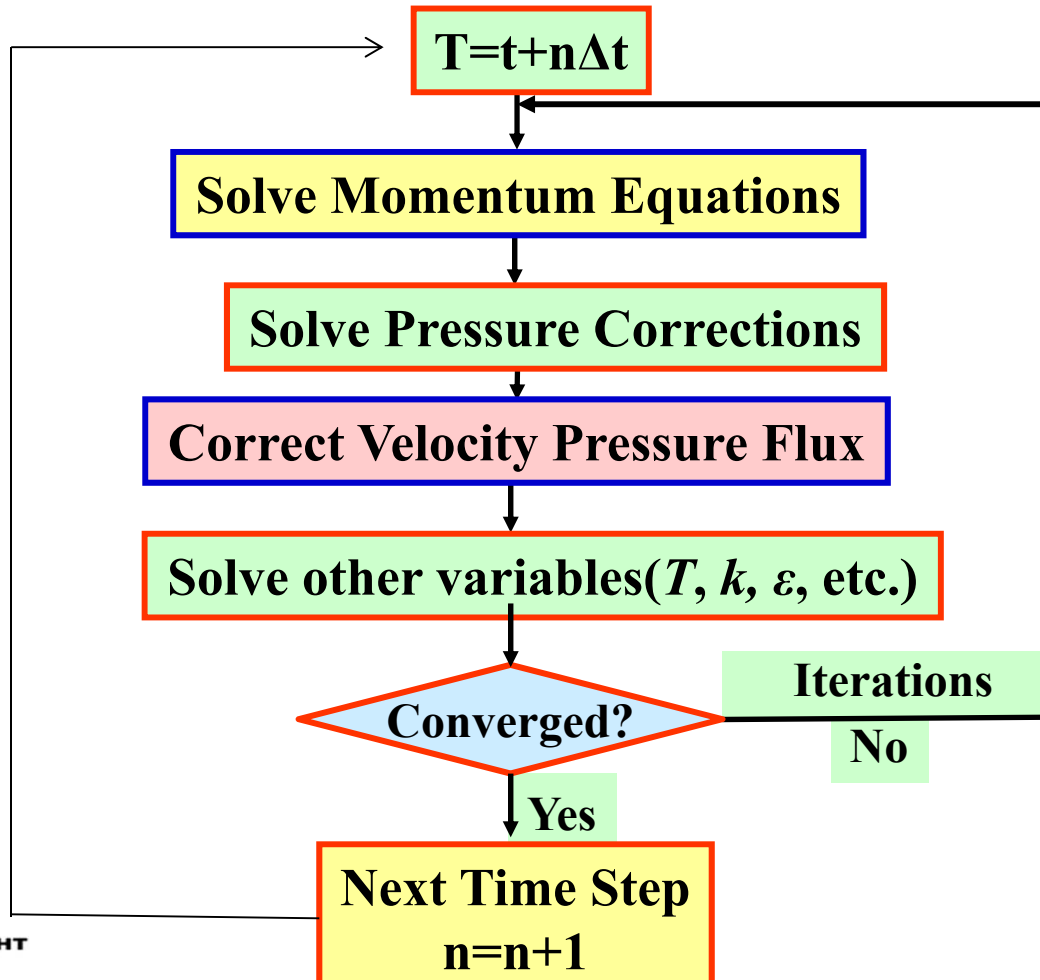 T=t+nΔt
Solve Momentum Equations
Solve Pressure Corrections
Correct Velocity Pressure Flux
Solve other variables(T, k, ε, etc.)
Converged?
Iterations
No
Yes
Next Time Step
n=n+1
HT